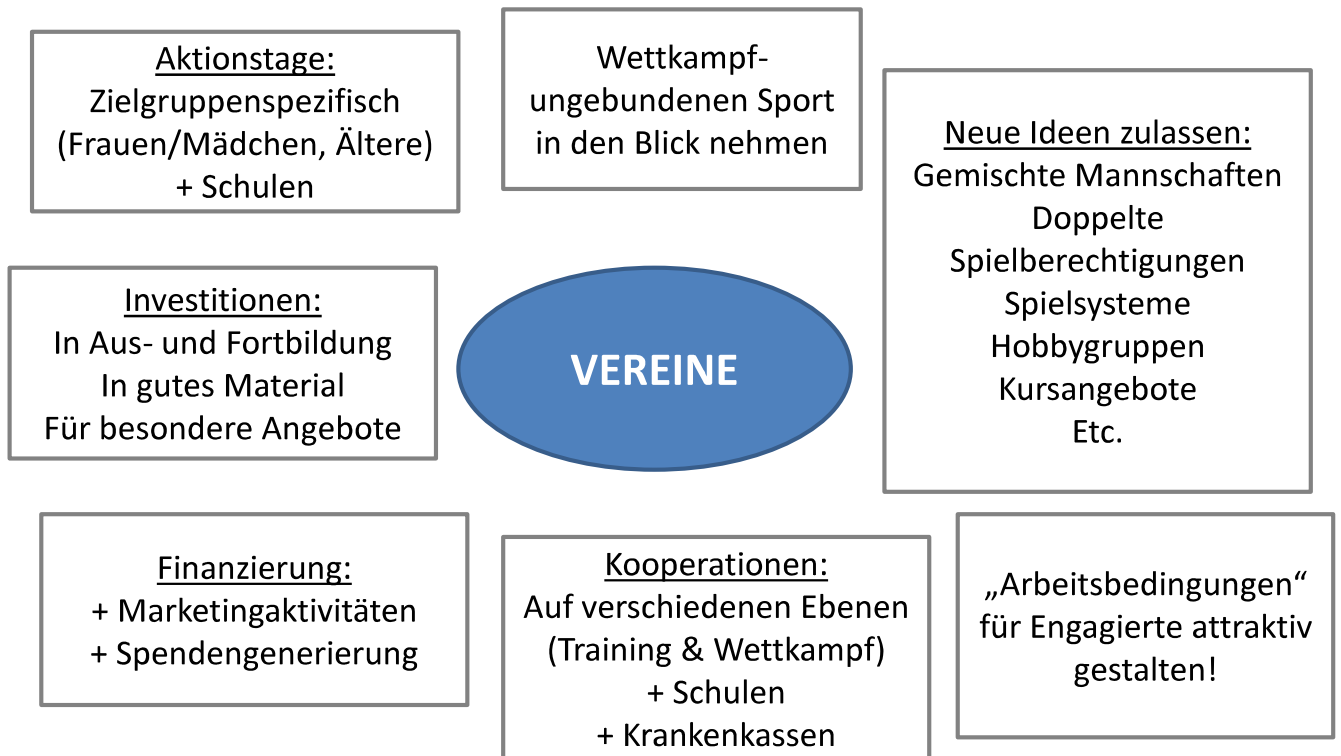 Aktionstage:
Zielgruppenspezifisch
(Frauen/Mädchen, Ältere)
+ Schulen
Wettkampf-
ungebundenen Sport
in den Blick nehmen
Neue Ideen zulassen:
Gemischte Mannschaften
Doppelte
Spielberechtigungen
Spielsysteme
Hobbygruppen
Kursangebote
Etc.
Investitionen:
In Aus- und Fortbildung
In gutes Material
Für besondere Angebote
VEREINE
Finanzierung:
+ Marketingaktivitäten
+ Spendengenerierung
Kooperationen:
Auf verschiedenen Ebenen
(Training & Wettkampf)
+ Schulen
+ Krankenkassen
„Arbeitsbedingungen“
für Engagierte attraktiv
gestalten!